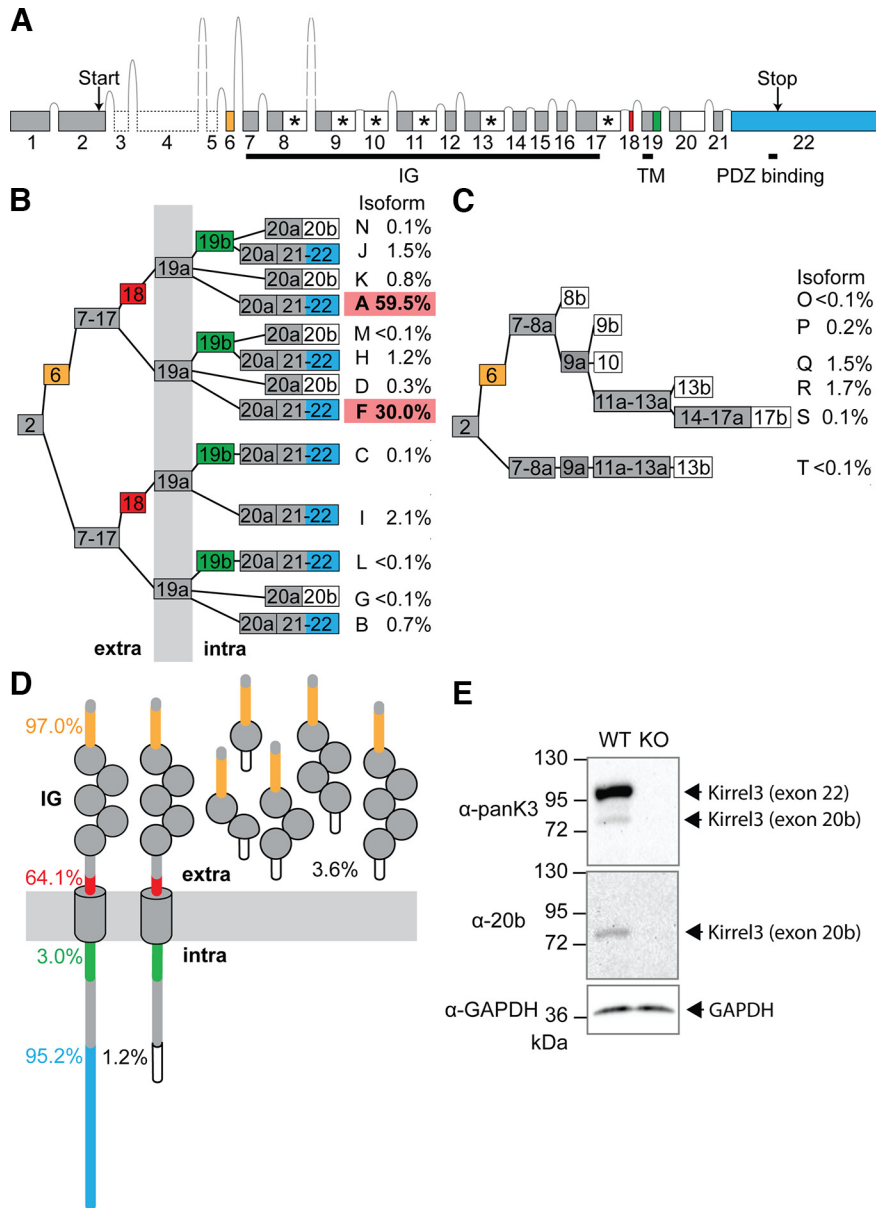 A
Start
Stop
1 2 3 4 5 6 7 8 9 10 11 12 13 14 15 16 17 18 19 20 21 22
* * * * * *
IG TM PDZ binding
B
Isoform
20a 20b N 0.1%
19b 20a 21-22 J 1.5%
19a 20a 20b K 0.8%
18 20a 21-22 A 59.5%
7-17 20a 20b M <0.1%
19b 20a 21-22 H 1.2%
6 19a 20a 20b D 0.3%
20a 21-22 F 30.0%
2
19b 20a 21-22 C 0.1%
19a
18 20a 21-22 I 2.1%
7-17
19b 20a 21-22 L <0.1%
19a 20a 20b G <0.1%
20a 21-22 B 0.7%
extra intra
C
Isoform
8b O <0.1%
7-8a 9b P 0.2%
6 9a 10 Q 1.5%
11a-13a 13b R 1.7%
2 14-17a 17b S 0.1%
7-8a 9a 11a-13a 13b T <0.1%
D
97.0%
IG
64.1%
extra
3.6%
intra
3.0%
95.2%
1.2%
E
WT KO
130
α-panK3 95 Kirrel3 (exon 22)
72 Kirrel3 (exon 20b)
130
95
α-20b
72 Kirrel3 (exon 20b)
α-GAPDH 36 GAPDH
kDa